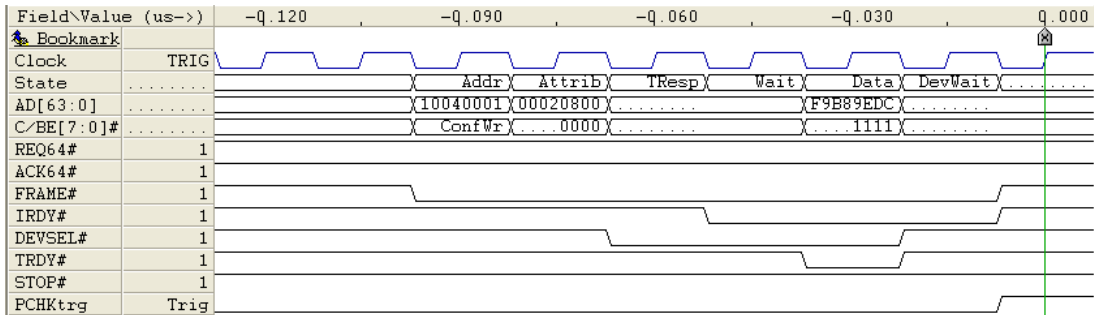 Field\Value (us->) -0.120 -0.090 -0.060 -0.030 0.000
Bookmark
Clock TRIG
State ........ Addr Attrib TResp Wait Data DevWait ........
AD[63:0] ........ 10040001 00020800 ........ F9B89EDC ........
C/BE[7:0]# ........ ConfWr ....0000 ........ ....1111 ........
REQ64# 1
ACK64# 1
FRAME# 1
IRDY# 1
DEVSEL# 1
TRDY# 1
STOP# 1
PCHKtrg Trig